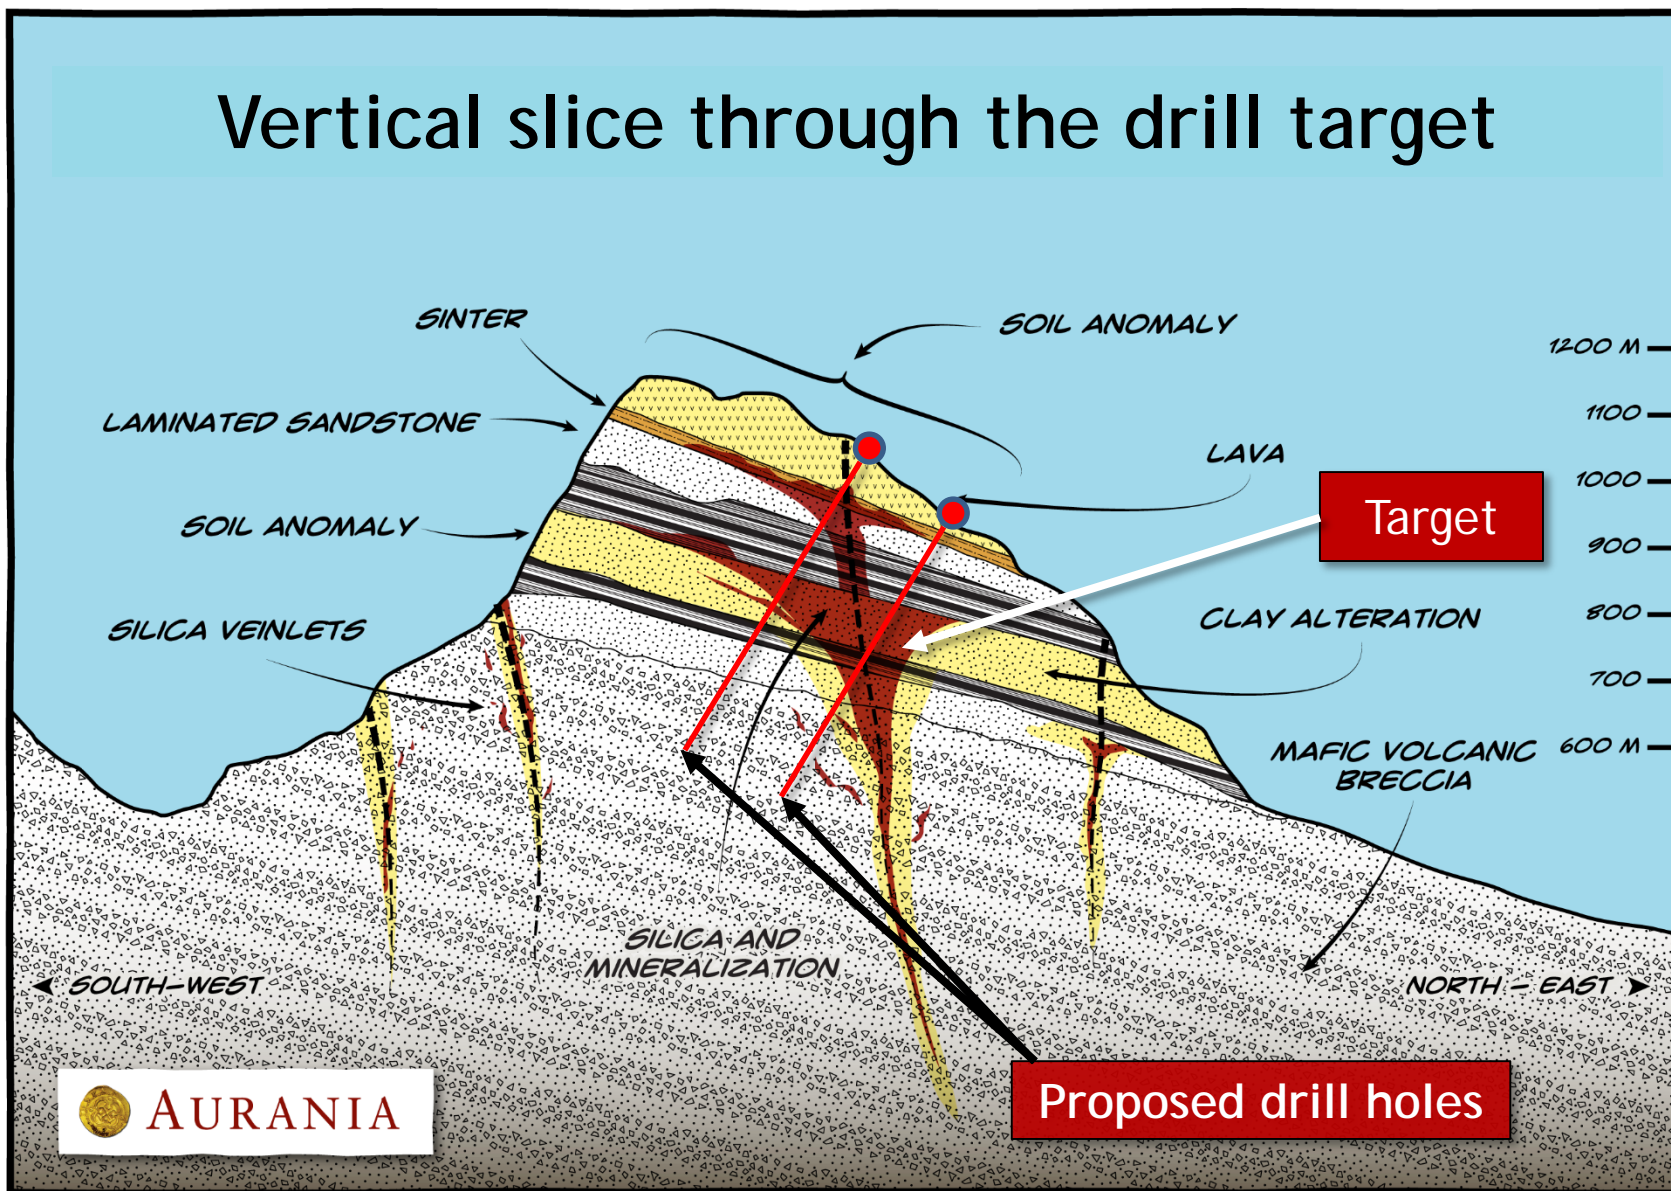 Vertical slice through the drill target
SINTER
SOIL ANOMALY
1200 M
LAMINATED SANDSTONE
1100
LAVA
1000
Target
SOIL ANOMALY
900
SILICA VEINLETS
CLAY ALTERATION
800
700
MAFIC VOLCANIC
BRECCIA
600 M
SILICA AND
MINERALIZATION
SOUTH-WEST
NORTH - EAST
Proposed drill holes
AURANIA